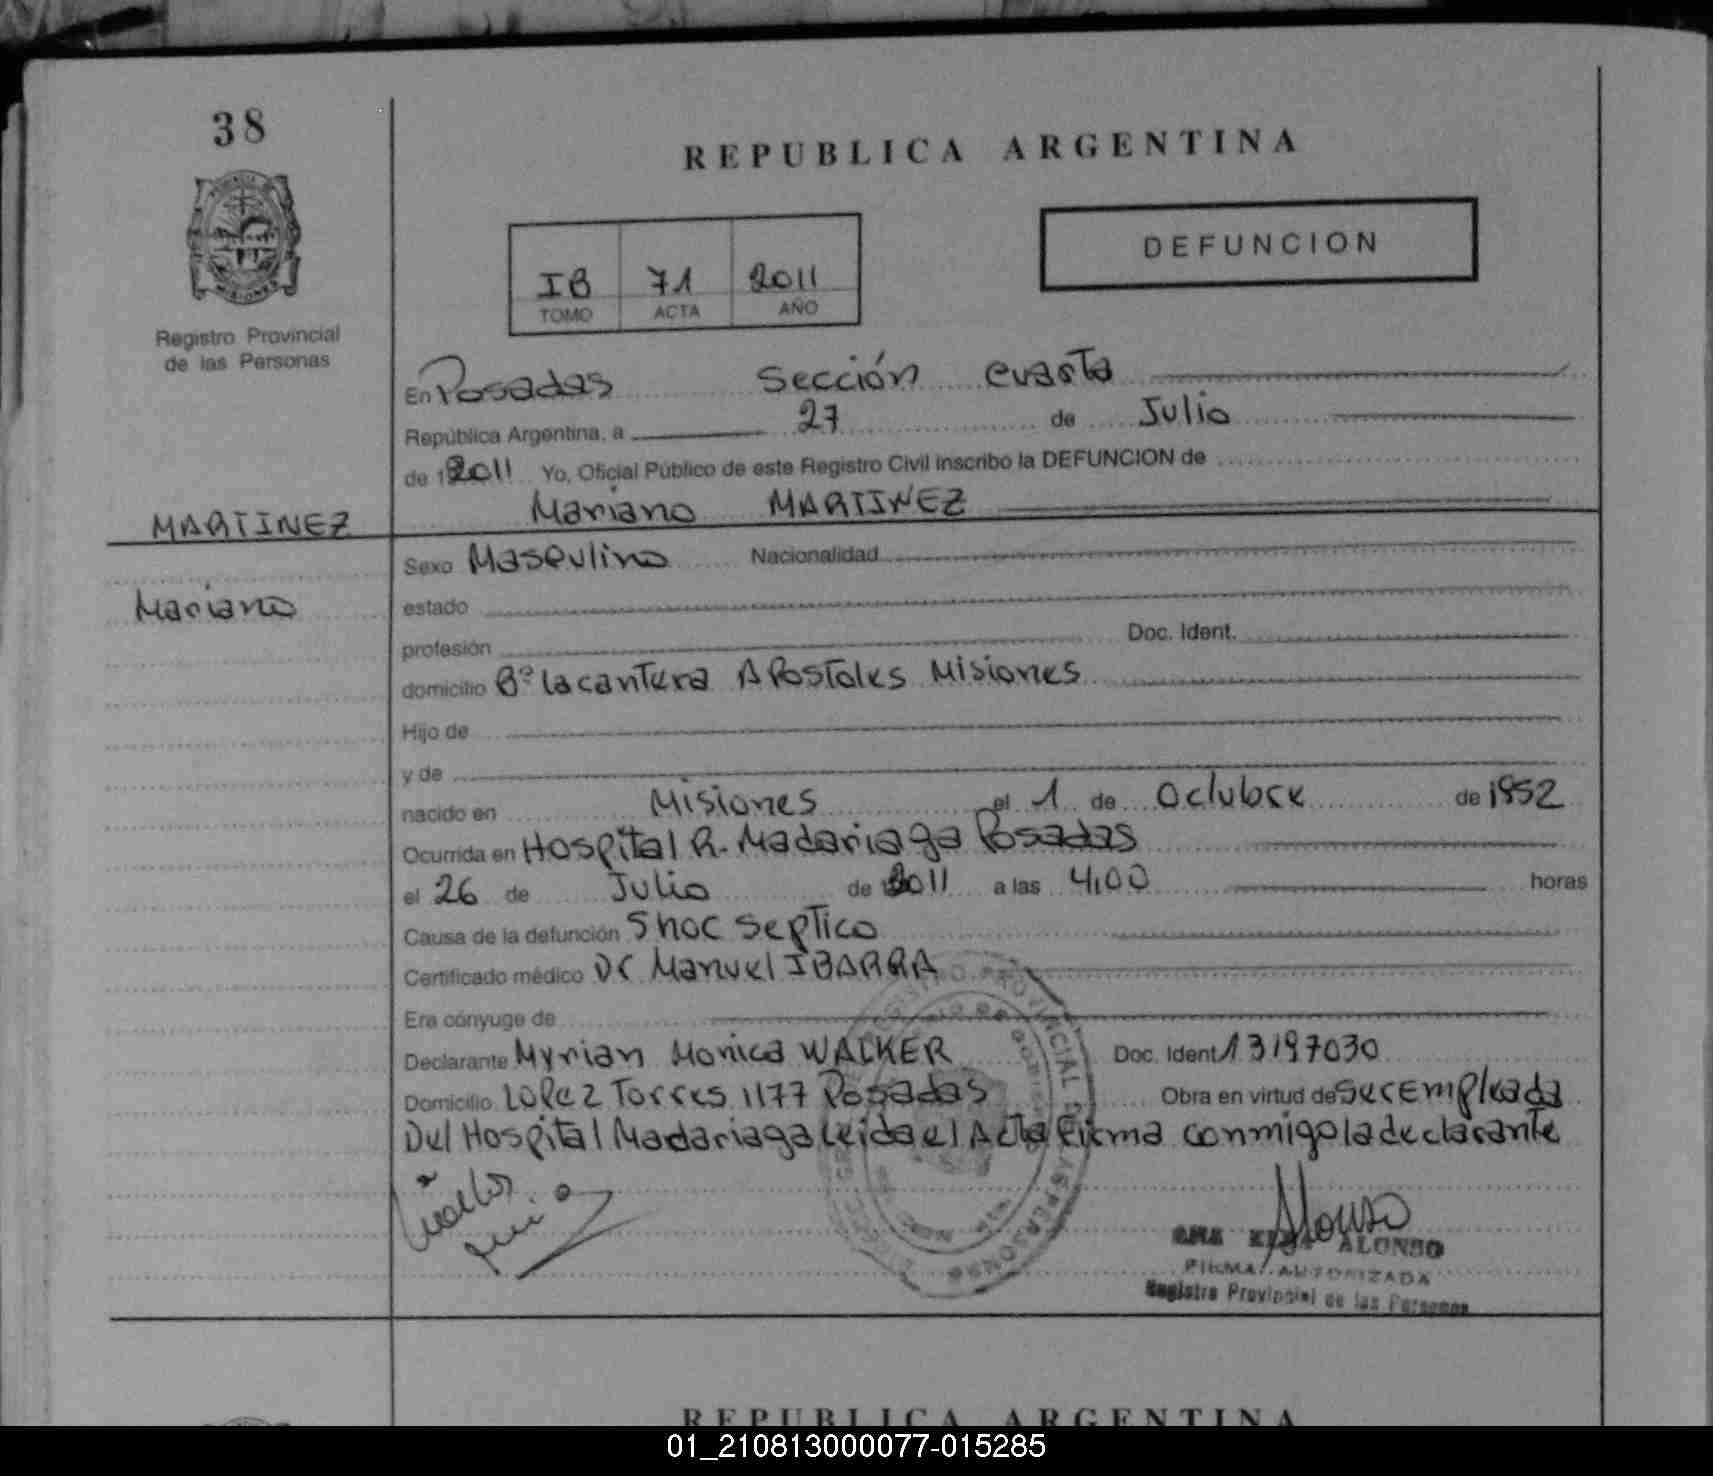 38
REPUBLICA ARGENTINA
DEFUNCION
IB 71 2011
TOMO ACTA AÑO
Registro Provincial
de las Personas
En Posadas Sección cuarta
República Argentina, a 27 de Julio
de 2011 Yo, Oficial Público de este Registro Civil inscribo la DEFUNCION de
MARTINEZ
Mariano MARTINEZ
Mariano
Sexo Masculino Nacionalidad
estado
profesión Doc. Ident.
domicilio Bº la cantera Apostoles Misiones
Hijo de
y de
nacido en Misiones el 1 de Octubre de 1952
Ocurrida en Hospital R. Madariaga Posadas
el 26 de Julio de 2011 a las 4,00 horas
Causa de la defunción Shoc Septico
Certificado médico Dr Manuel IBARRA
Era cónyuge de
Declarante Myrian Monica WALKER Doc. Ident 13197030
Domicilio Lopez Torres 1177 Posadas Obra en virtud de ser empleada
Del Hospital Madariaga leida el Acta Firma conmigo la declarante
Alonso
ALONSO
FIRMA AUTORIZADA
Registro Provincial de las Personas
REPUBLICA ARGENTINA
01_210813000077-015285